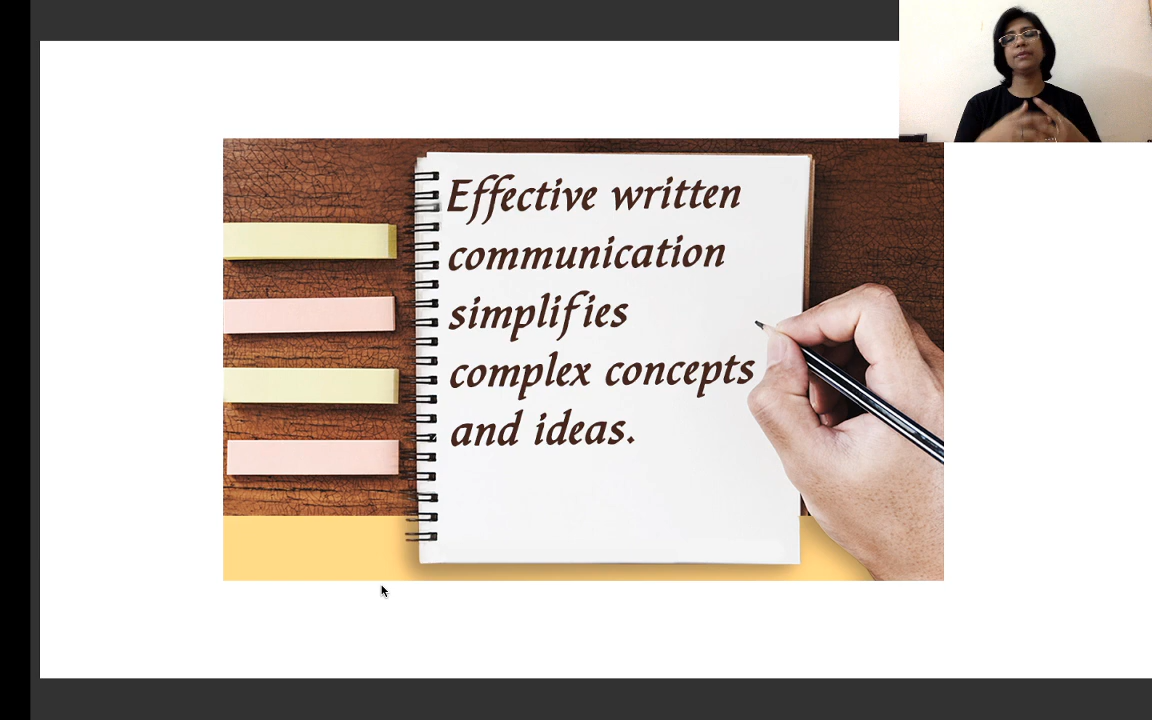 Effective written
communication
simplifies
complex concepts
and ideas.